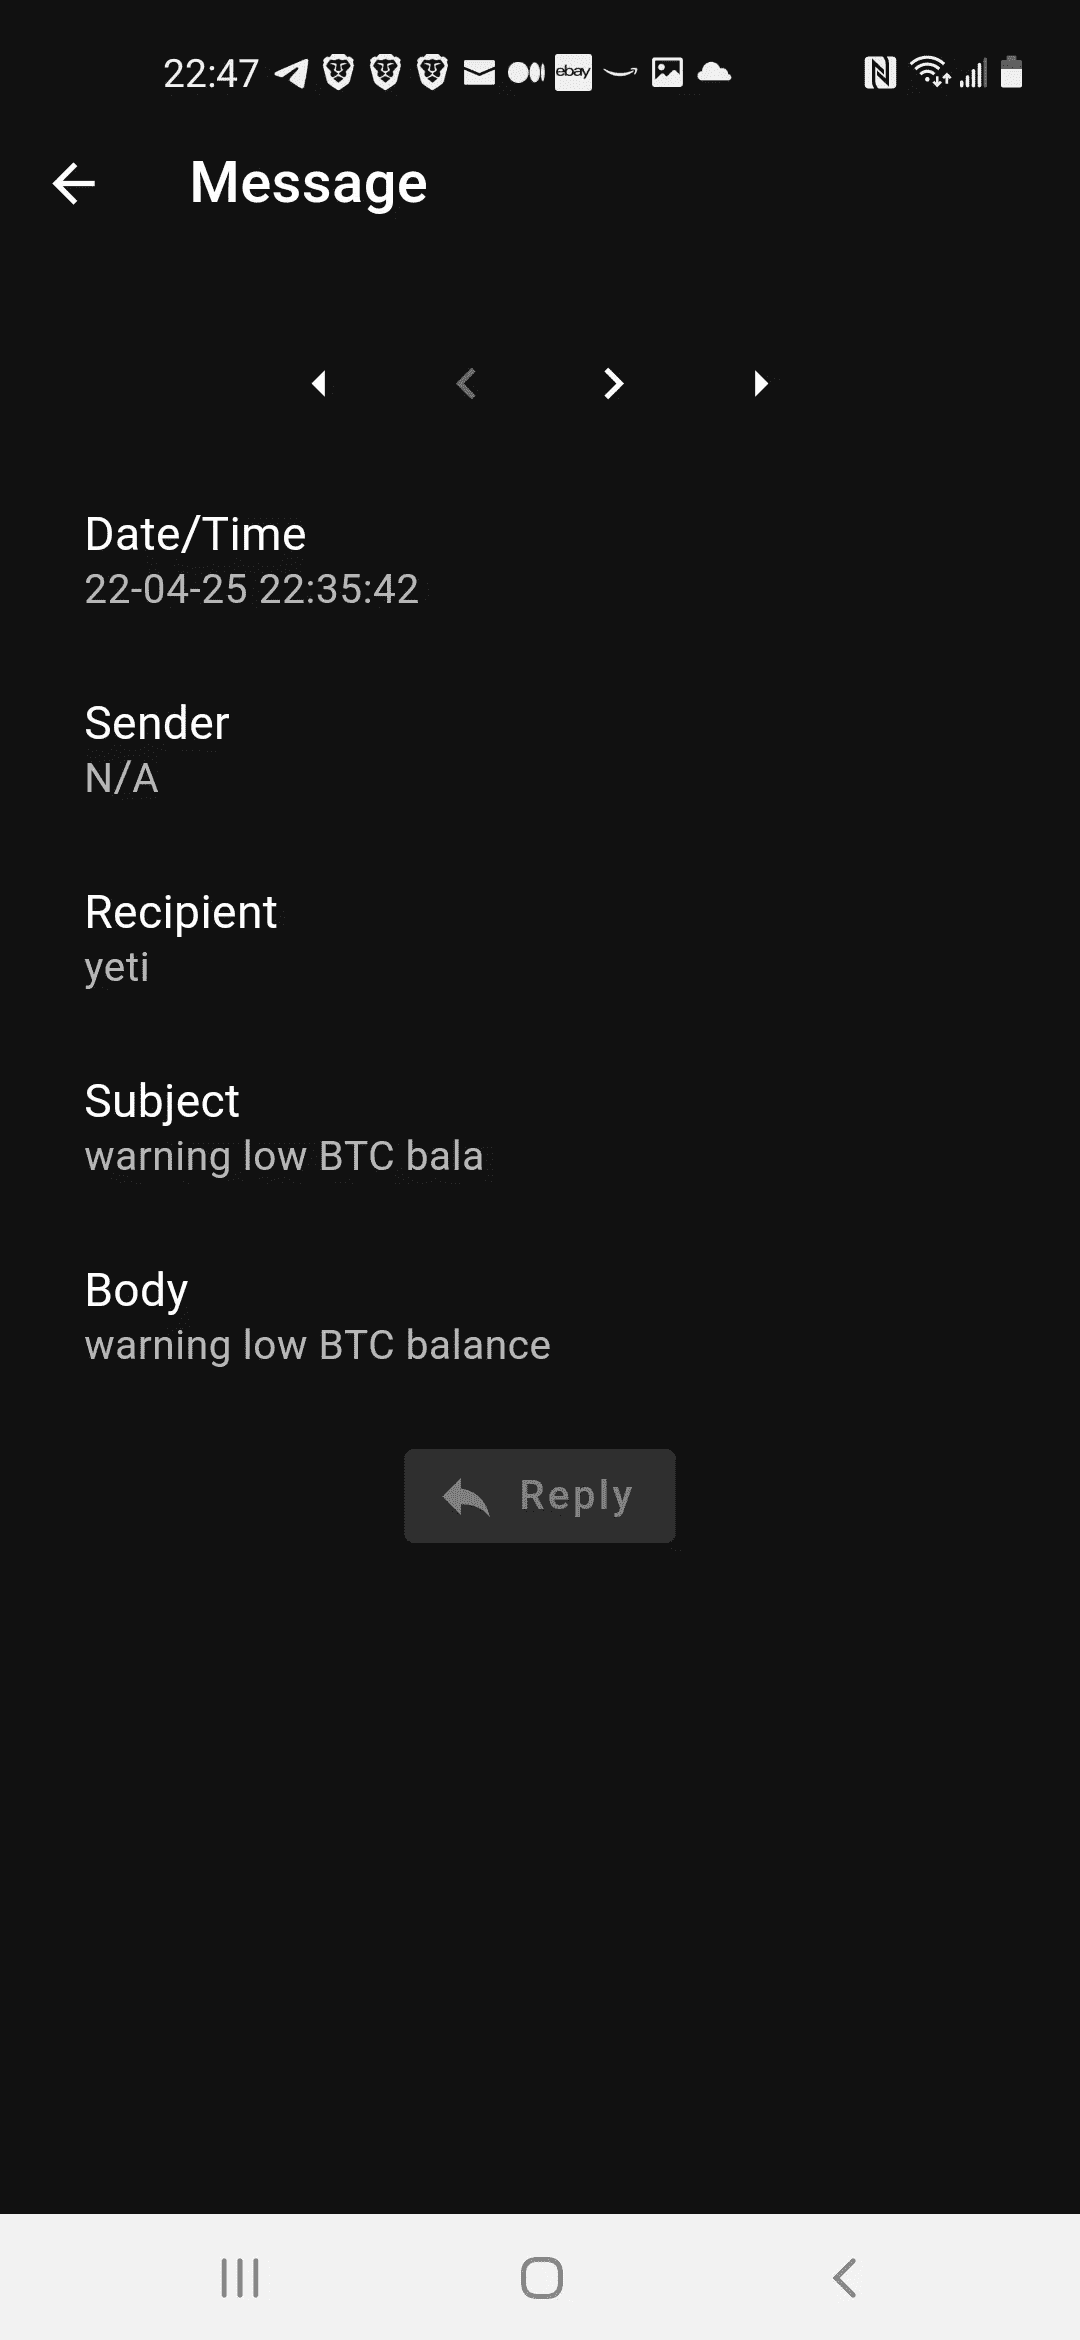 22:47 ebay
Message
Date/Time
22-04-25 22:35:42
Sender
N/A
Recipient
yeti
Subject
warning low BTC bala
Body
warning low BTC balance
Reply